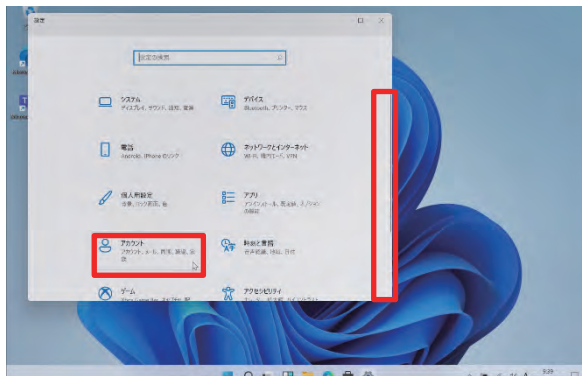 設定
設定の検索
システム
ディスプレイ、サウンド、通知、電源
デバイス
Bluetooth、プリンター、マウス
電話
Android、iPhone のリンク
ネットワークとインターネット
Wi-Fi、機内モード、VPN
個人用設定
背景、ロック画面、色
アプリ
アンインストール、既定値、オプション
の機能
アカウント
アカウント、メール、同期、職場、家
族
時刻と言語
音声認識、地域、日付
ゲーム
アクセシビリティ
9:39